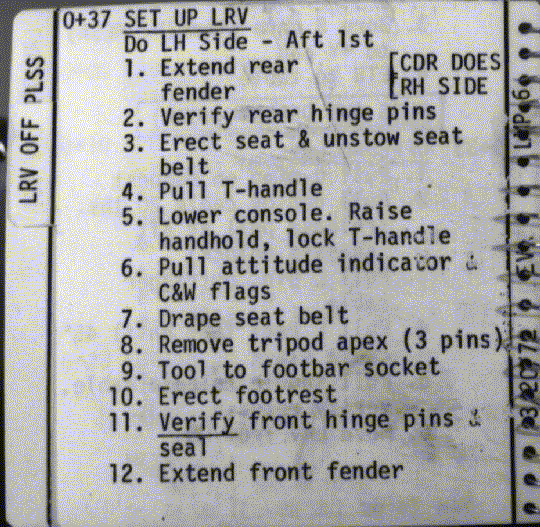 LRV OFF PLSS
0+37 SET UP LRV
Do LH Side - Aft 1st
1. Extend rear [CDR DOES
fender [RH SIDE
2. Verify rear hinge pins
3. Erect seat & unstow seat
belt
4. Pull T-handle
5. Lower console. Raise
handhold, lock T-handle
6. Pull attitude indicator &
C&W flags
7. Drape seat belt
8. Remove tripod apex (3 pins)
9. Tool to footbar socket
10. Erect footrest
11. Verify front hinge pins &
seal
12. Extend front fender
3/20/72 EVA LMP-6